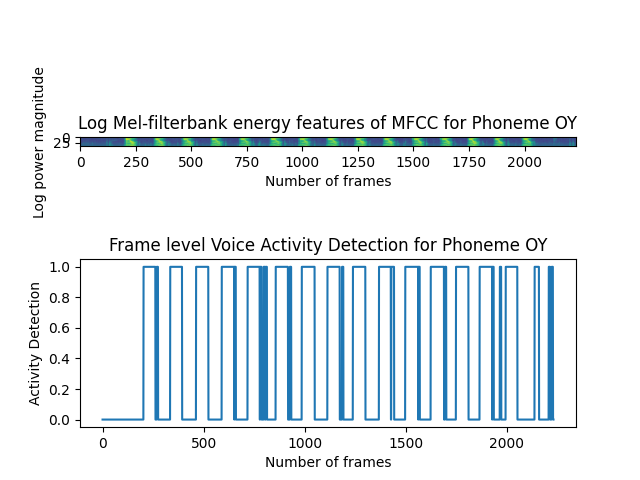 Log Mel-filterbank energy features of MFCC for Phoneme OY
Log power magnitude
0
25
0 250 500 750 1000 1250 1500 1750 2000
Number of frames
Frame level Voice Activity Detection for Phoneme OY
Activity Detection
1.0
0.8
0.6
0.4
0.2
0.0
0 500 1000 1500 2000
Number of frames